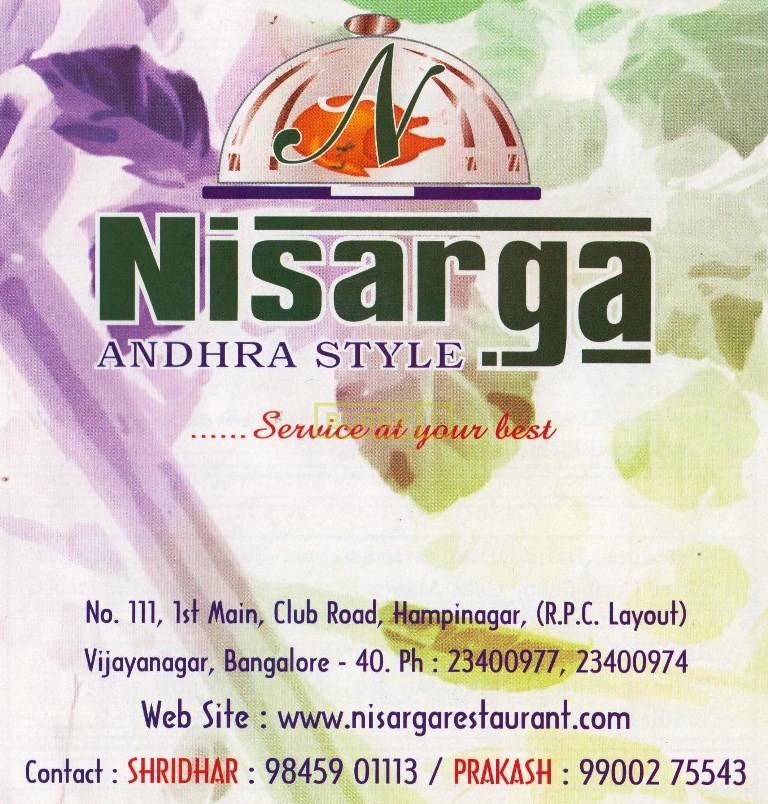 N
Nisarga
ANDHRA STYLE
...... Service at your best
No. 111, 1st Main, Club Road, Hampinagar, (R.P.C. Layout)
Vijayanagar, Bangalore - 40. Ph : 23400977, 23400974
Web Site : www.nisargarestaurant.com
Contact : SHRIDHAR : 98459 01113 / PRAKASH : 99002 75543